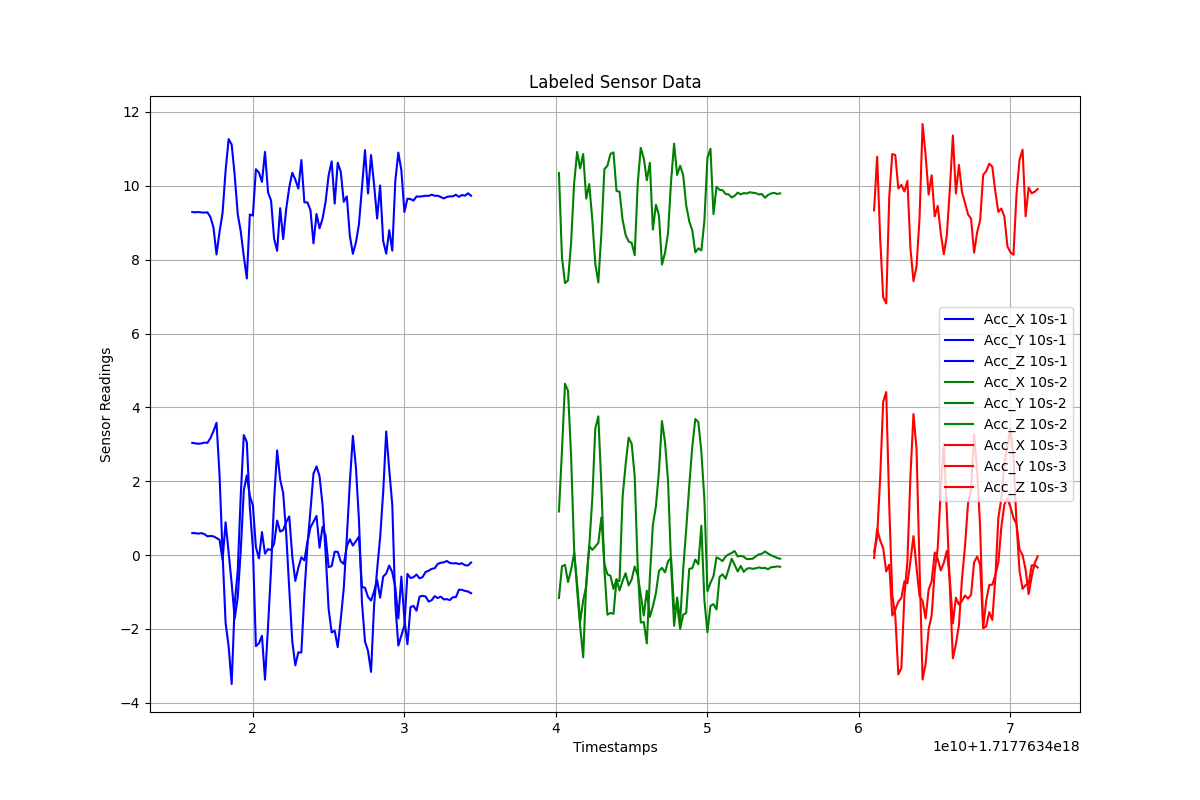 Labeled Sensor Data
12
10
8
6
4
2
0
−2
−4
Sensor Readings
Acc_X 10s-1
Acc_Y 10s-1
Acc_Z 10s-1
Acc_X 10s-2
Acc_Y 10s-2
Acc_Z 10s-2
Acc_X 10s-3
Acc_Y 10s-3
Acc_Z 10s-3
2 3 4 5 6 7
Timestamps
1e10+1.7177634e18